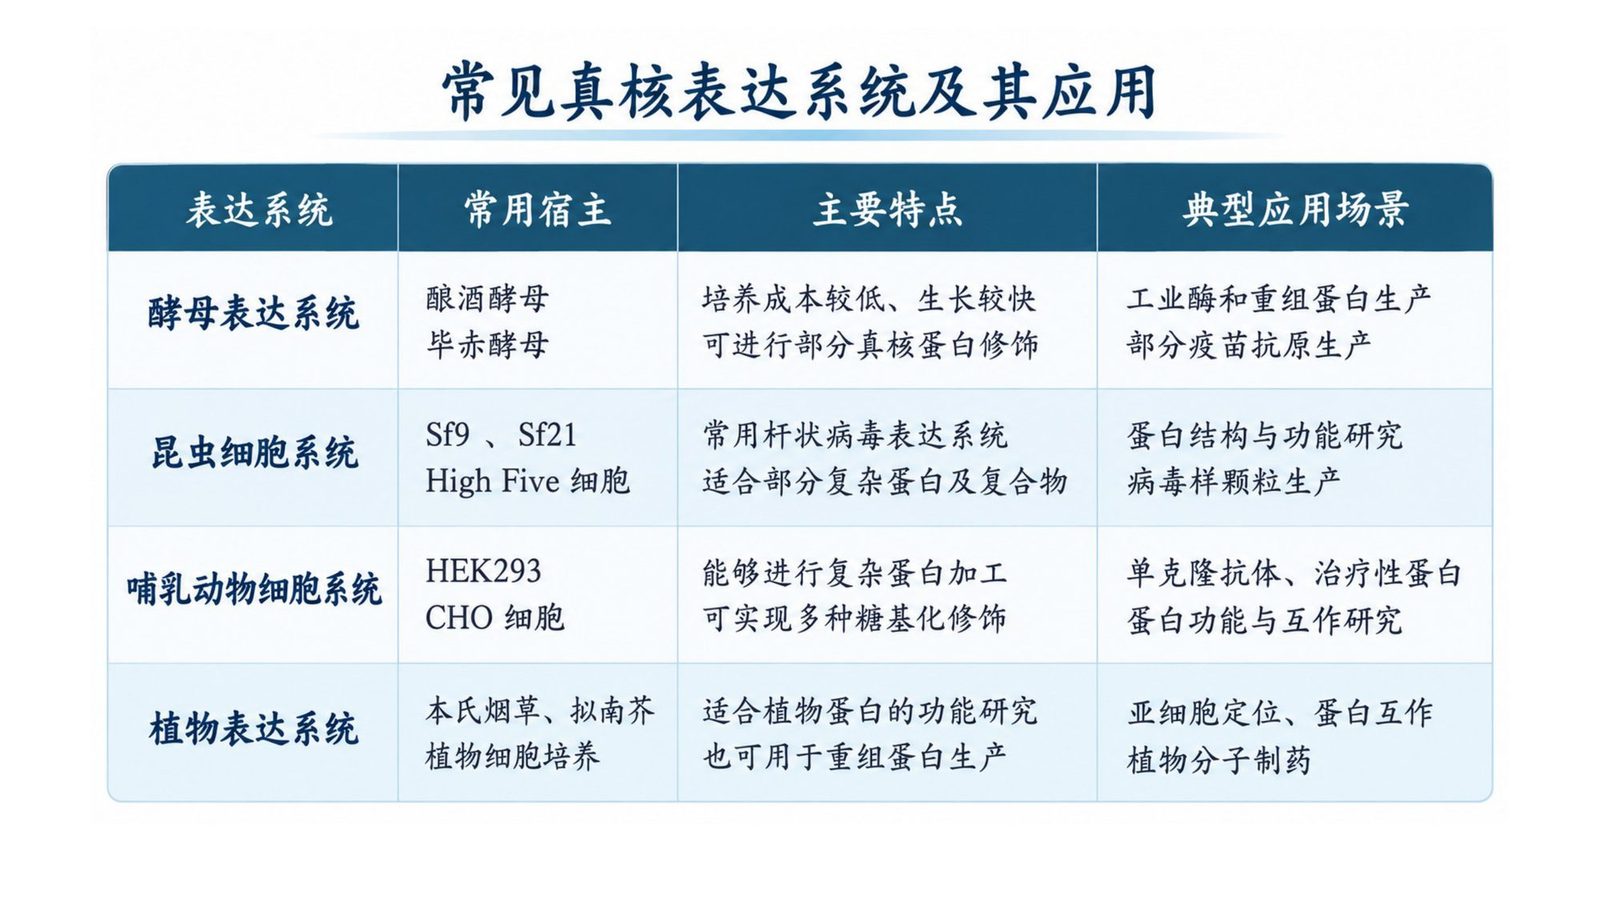 常见真核表达系统及其应用
表达系统 常用宿主 主要特点 典型应用场景
酵母表达系统
酿酒酵母
毕赤酵母
培养成本较低、生长较快
可进行部分真核蛋白修饰
工业酶和重组蛋白生产
部分疫苗抗原生产
昆虫细胞系统
Sf9 、Sf21
High Five 细胞
常用杆状病毒表达系统
适合部分复杂蛋白及复合物
蛋白结构与功能研究
病毒样颗粒生产
哺乳动物细胞系统
HEK293
CHO 细胞
能够进行复杂蛋白加工
可实现多种糖基化修饰
单克隆抗体、治疗性蛋白
蛋白功能与互作研究
植物表达系统
本氏烟草、拟南芥
植物细胞培养
适合植物蛋白的功能研究
也可用于重组蛋白生产
亚细胞定位、蛋白互作
植物分子制药